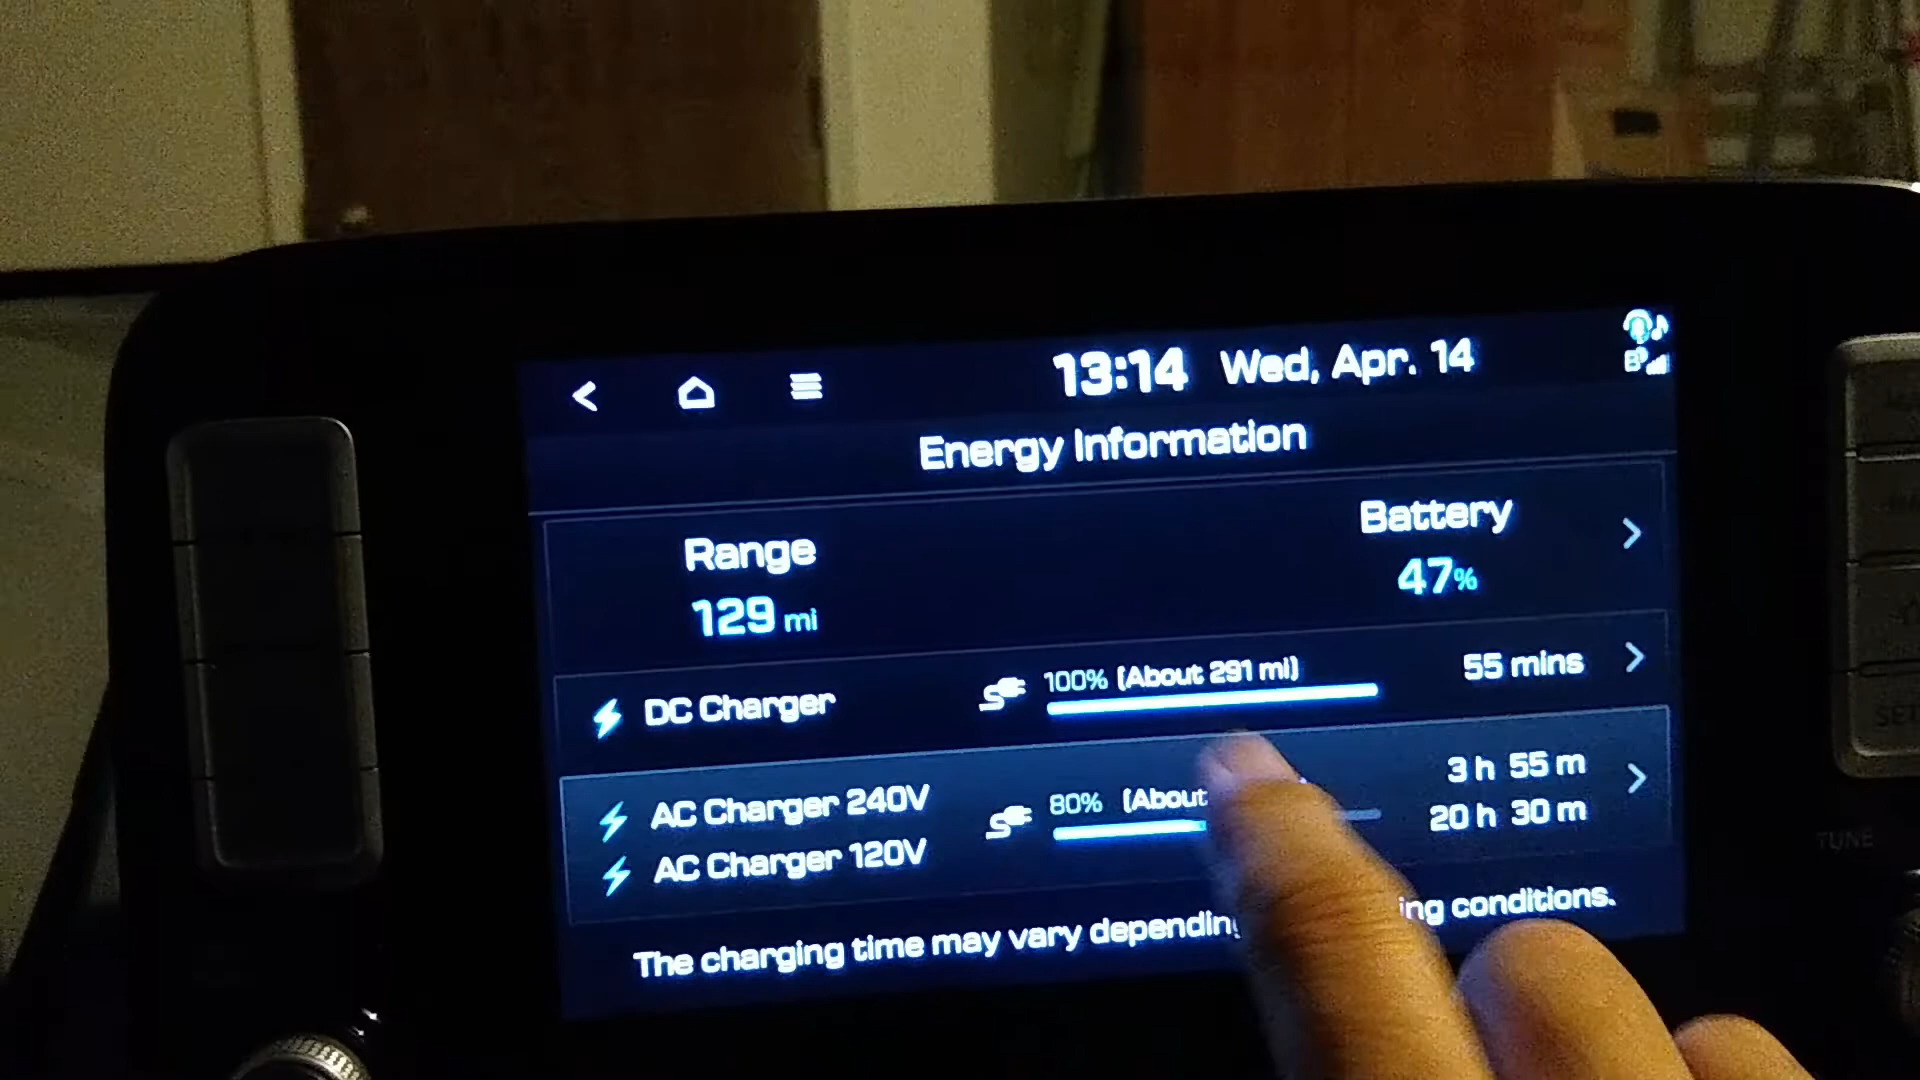 13:14 Wed, Apr. 14
Energy Information
Range
129 mi
Battery
47%
DC Charger
100% (About 291 mi)
55 mins
AC Charger 240V
AC Charger 120V
80% (About
3 h 55 m
20 h 30 m
The charging time may vary depending ing conditions.
TUNE